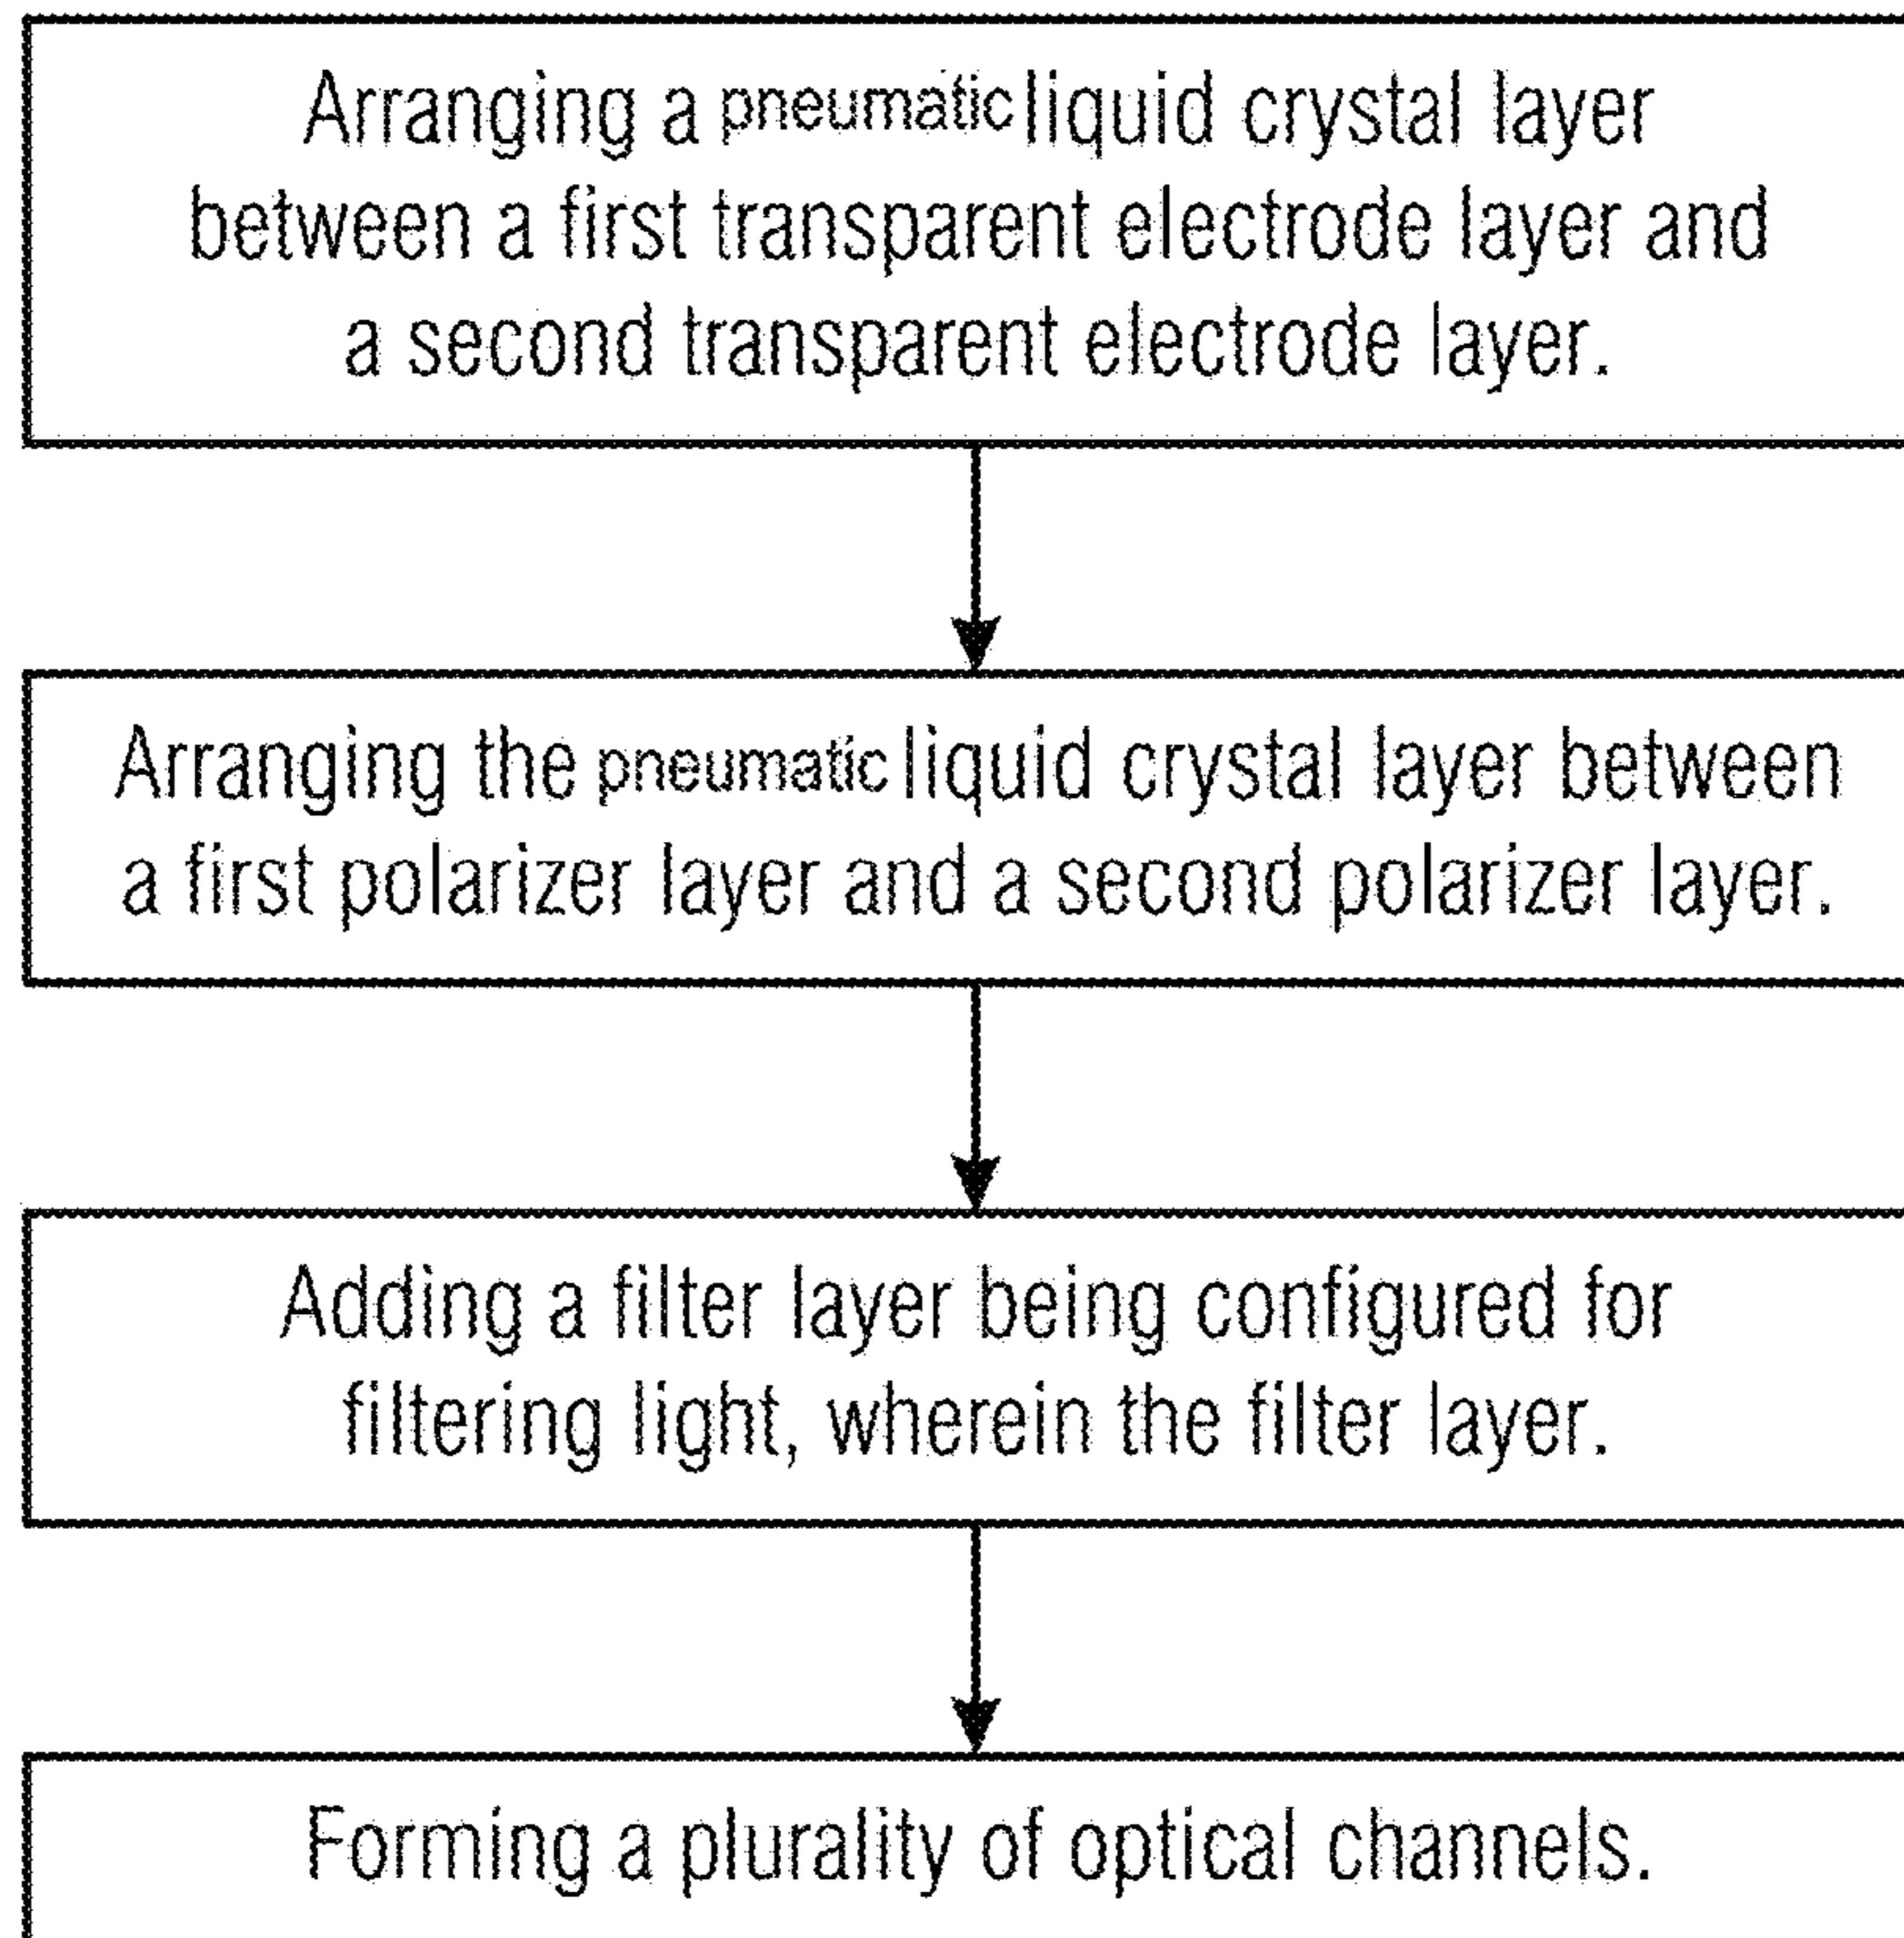 Arranging a pneumatic liquid crystal layer
between a first transparent electrode layer and
a second transparent electrode layer.
Arranging the pneumatic liquid crystal layer between
a first polarizer layer and a second polarizer layer.
Adding a filter layer being configured for
filtering light, wherein the filter layer.
Forming a plurality of optical channels.